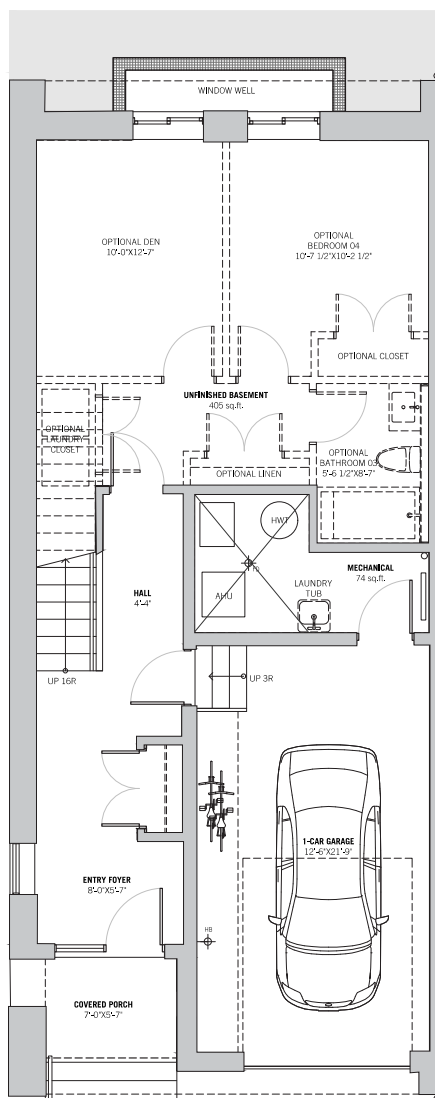 WINDOW WELL
OPTIONAL DEN
10'-0"X12'-7"
OPTIONAL
BEDROOM 04
10'-7 1/2"X10'-2 1/2"
OPTIONAL CLOSET
UNFINISHED BASEMENT
405 sq.ft.
OPTIONAL
LAUNDRY
CLOSET
OPTIONAL LINEN
OPTIONAL
BATHROOM 03
5'-6 1/2"X8'-7"
HWT
MECHANICAL
74 sq.ft.
FD
AHU
LAUNDRY
TUB
HALL
4'-4"
UP 16R
UP 3R
1-CAR GARAGE
12'-6"X21'-9"
ENTRY FOYER
8'-0"X5'-7"
HB
COVERED PORCH
7'-0"X5'-7"